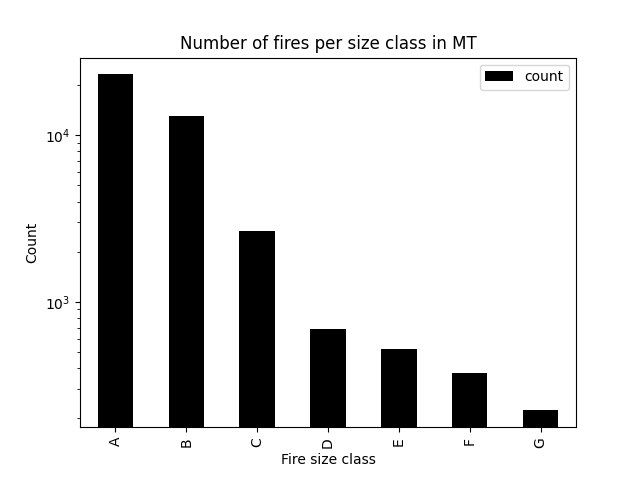 Number of fires per size class in MT
count
10⁴
10³
Count
A B C D E F G
Fire size class